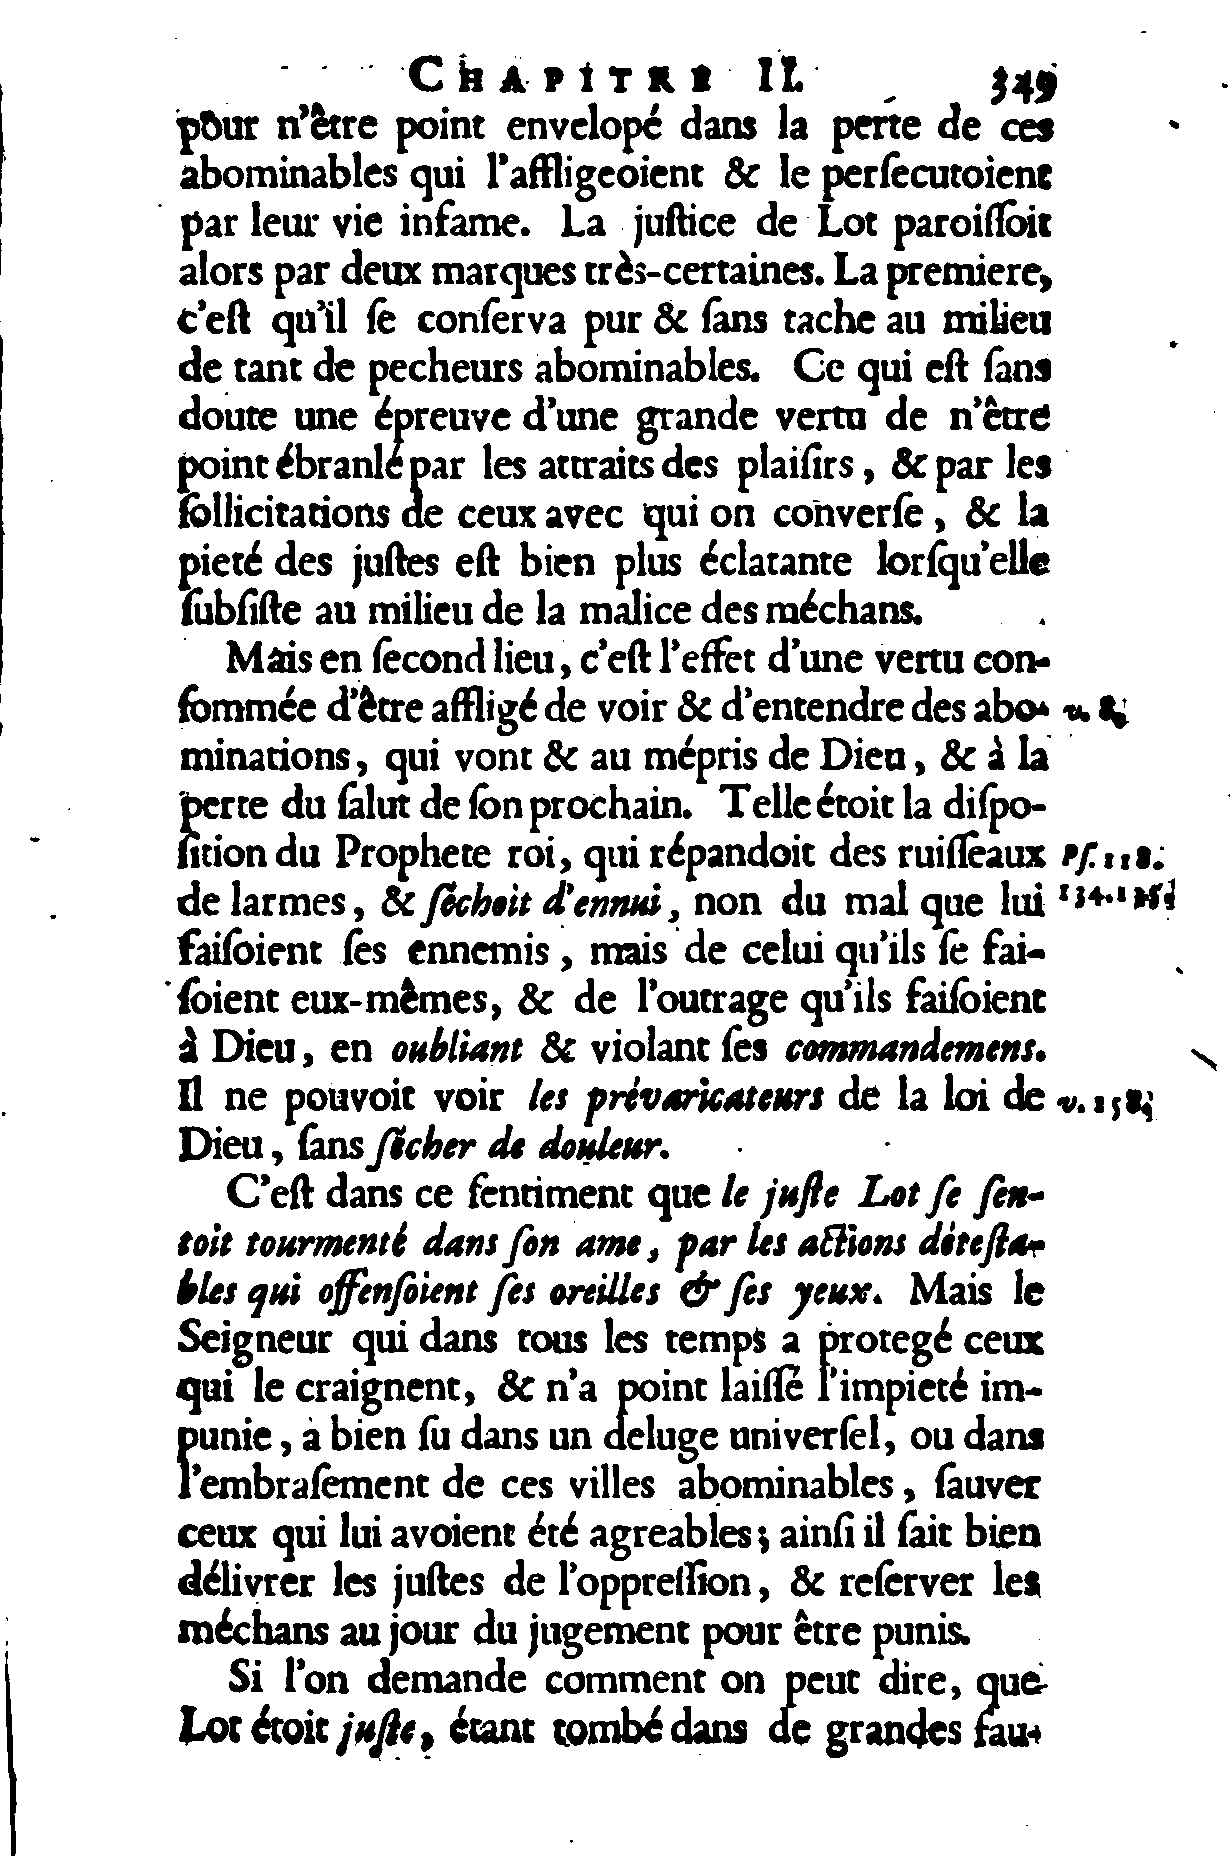 CHAPITRE II. 349
pour n'être point envelopé dans la perte de ces
abominables qui l'affligeoient & le perſecutoient
par leur vie infame. La juſtice de Lot paroiſſoit
alors par deux marques très-certaines. La premiere,
c'eſt qu'il ſe conſerva pur & ſans tache au milieu
de tant de pecheurs abominables. Ce qui eſt ſans
doute une épreuve d'une grande vertu de n'être
point ébranlé par les attraits des plaiſirs, & par les
ſollicitations de ceux avec qui on converſe, & la
pieté des juſtes eſt bien plus éclatante lorſqu'elle
ſubſiſte au milieu de la malice des méchans.
Mais en ſecond lieu, c'eſt l'effet d'une vertu con-
ſommée d'être affligé de voir & d'entendre des abo- v. 8.
minations, qui vont & au mépris de Dieu, & à la
perte du ſalut de ſon prochain. Telle étoit la diſpo-
ſition du Prophete roi, qui répandoit des ruiſſeaux Pſ. 118.
de larmes, & ſéchoit d'ennui, non du mal que lui 134. 136.
faiſoient ſes ennemis, mais de celui qu'ils ſe fai-
ſoient eux-mêmes, & de l'outrage qu'ils faiſoient
à Dieu, en oubliant & violant ſes commandemens.
Il ne pouvoit voir les prévaricateurs de la loi de v. 158.
Dieu, ſans ſécher de douleur.
C'eſt dans ce ſentiment que le juſte Lot ſe ſen-
toit tourmenté dans ſon ame, par les actions déteſta-
bles qui offenſoient ſes oreilles & ſes yeux. Mais le
Seigneur qui dans tous les temps a protegé ceux
qui le craignent, & n'a point laiſſé l'impieté im-
punie, a bien ſu dans un deluge univerſel, ou dans
l'embraſement de ces villes abominables, ſauver
ceux qui lui avoient été agreables; ainſi il ſait bien
délivrer les juſtes de l'oppreſſion, & reſerver les
méchans au jour du jugement pour être punis.
Si l'on demande comment on peut dire, que
Lot étoit juſte, étant tombé dans de grandes fau-